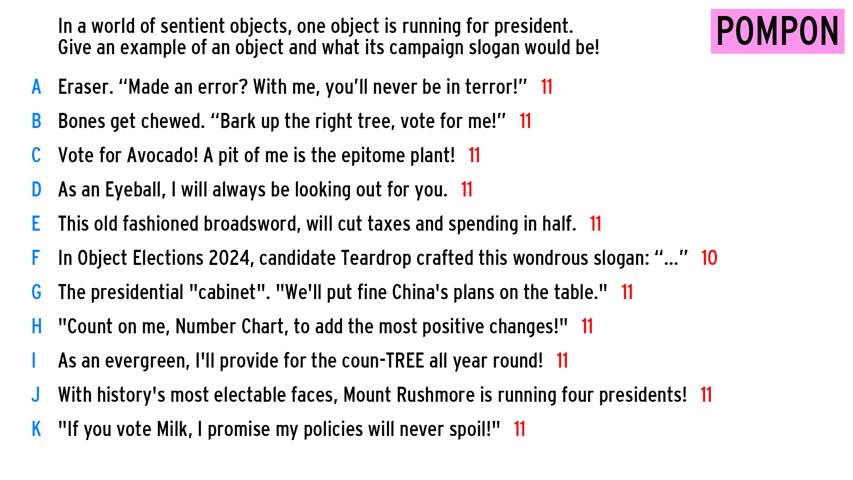 In a world of sentient objects, one object is running for president.
Give an example of an object and what its campaign slogan would be!
POMPON
A Eraser. “Made an error? With me, you’ll never be in terror!” 11
B Bones get chewed. “Bark up the right tree, vote for me!” 11
C Vote for Avocado! A pit of me is the epitome plant! 11
D As an Eyeball, I will always be looking out for you. 11
E This old fashioned broadsword, will cut taxes and spending in half. 11
F In Object Elections 2024, candidate Teardrop crafted this wondrous slogan: “...” 10
G The presidential "cabinet". "We'll put fine China's plans on the table." 11
H "Count on me, Number Chart, to add the most positive changes!" 11
I As an evergreen, I'll provide for the coun-TREE all year round! 11
J With history's most electable faces, Mount Rushmore is running four presidents! 11
K "If you vote Milk, I promise my policies will never spoil!" 11